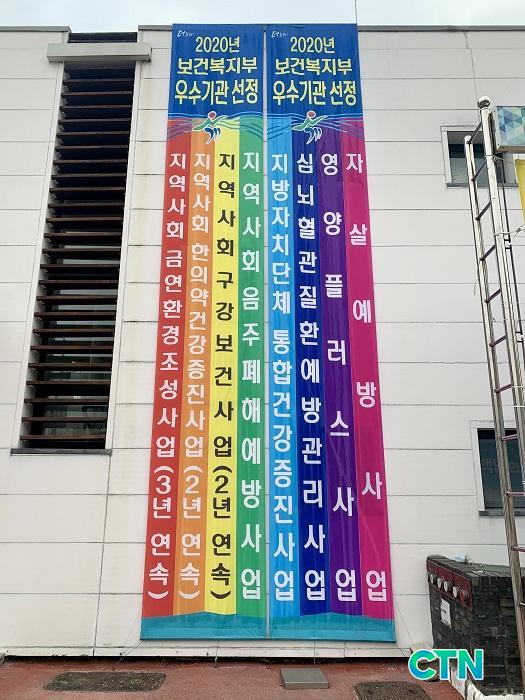 2020년
보건복지부
우수기관 선정
지역사회 금연환경조성사업(3년 연속)
지역사회 한의약건강증진사업(2년 연속)
지역사회구강보건사업(2년 연속)
지역사회음주폐해예방사업
2020년
보건복지부
우수기관 선정
지방자치단체 통합건강증진사업
심뇌혈관질환예방관리사업
영양플러스사업
자살예방사업
CTN